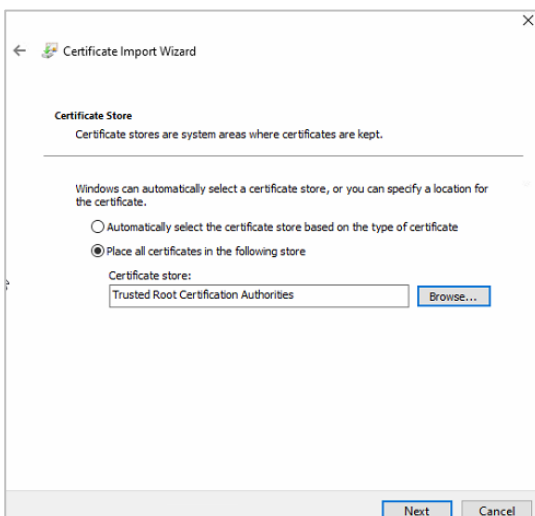 Certificate Import Wizard
Certificate Store
Certificate stores are system areas where certificates are kept.
Windows can automatically select a certificate store, or you can specify a location for
the certificate.
Automatically select the certificate store based on the type of certificate
Place all certificates in the following store
Certificate store:
Trusted Root Certification Authorities
Browse...
Next
Cancel